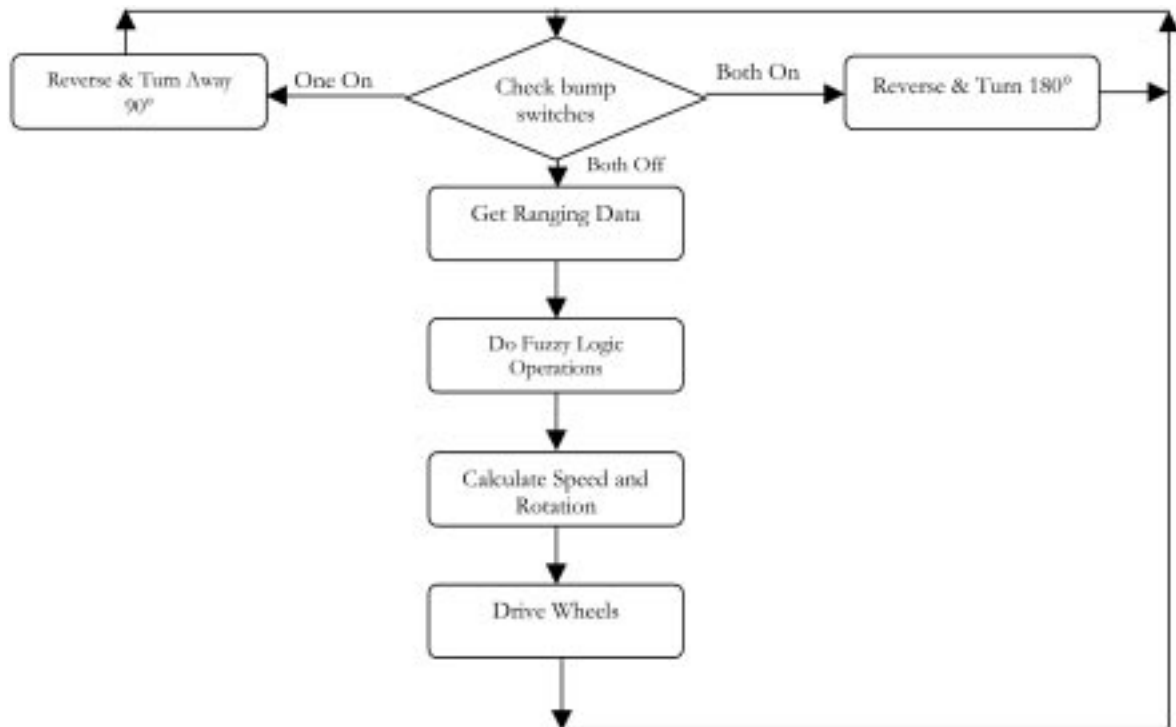 Reverse & Turn Away
90°
One On
Check bump
switches
Both On
Reverse & Turn 180°
Both Off
Get Ranging Data
Do Fuzzy Logic
Operations
Calculate Speed and
Rotation
Drive Wheels